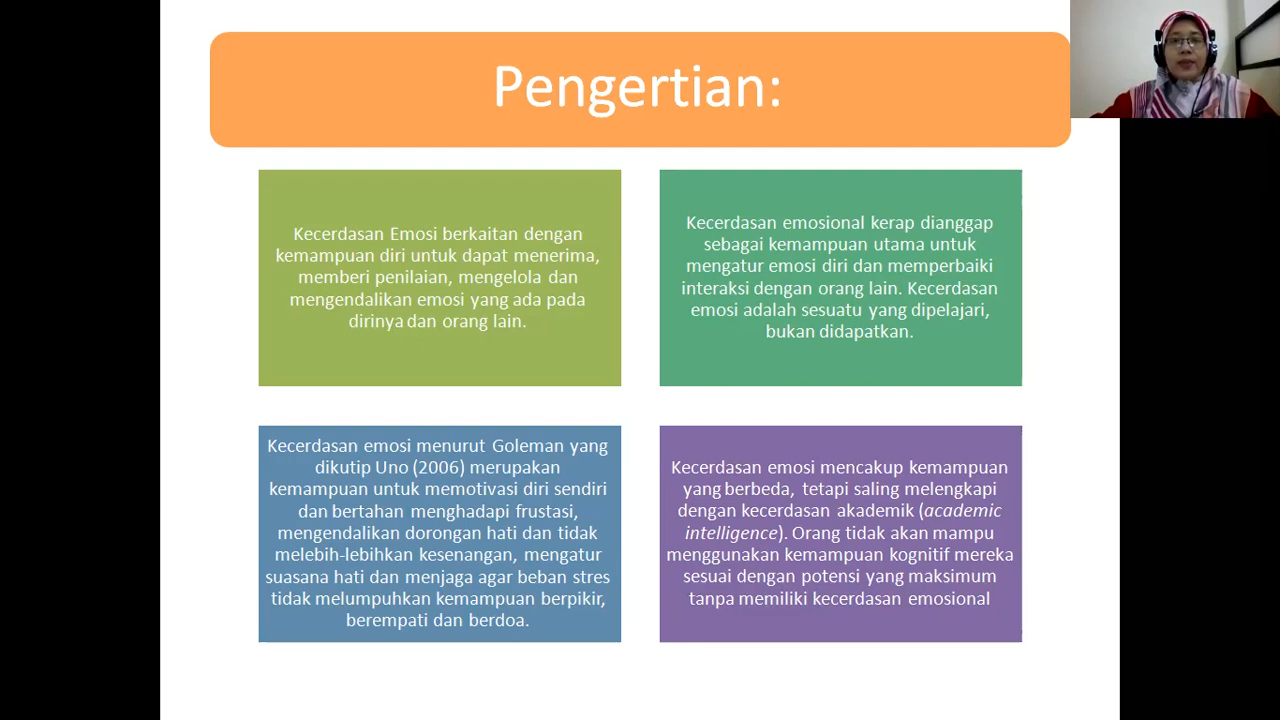 Pengertian:
Kecerdasan Emosi berkaitan dengan
kemampuan diri untuk dapat menerima,
memberi penilaian, mengelola dan
mengendalikan emosi yang ada pada
dirinya dan orang lain.
Kecerdasan emosional kerap dianggap
sebagai kemampuan utama untuk
mengatur emosi diri dan memperbaiki
interaksi dengan orang lain. Kecerdasan
emosi adalah sesuatu yang dipelajari,
bukan didapatkan.
Kecerdasan emosi menurut Goleman yang
dikutip Uno (2006) merupakan
kemampuan untuk memotivasi diri sendiri
dan bertahan menghadapi frustasi,
mengendalikan dorongan hati dan tidak
melebih-lebihkan kesenangan, mengatur
suasana hati dan menjaga agar beban stres
tidak melumpuhkan kemampuan berpikir,
berempati dan berdoa.
Kecerdasan emosi mencakup kemampuan
yang berbeda, tetapi saling melengkapi
dengan kecerdasan akademik (academic
intelligence). Orang tidak akan mampu
menggunakan kemampuan kognitif mereka
sesuai dengan potensi yang maksimum
tanpa memiliki kecerdasan emosional